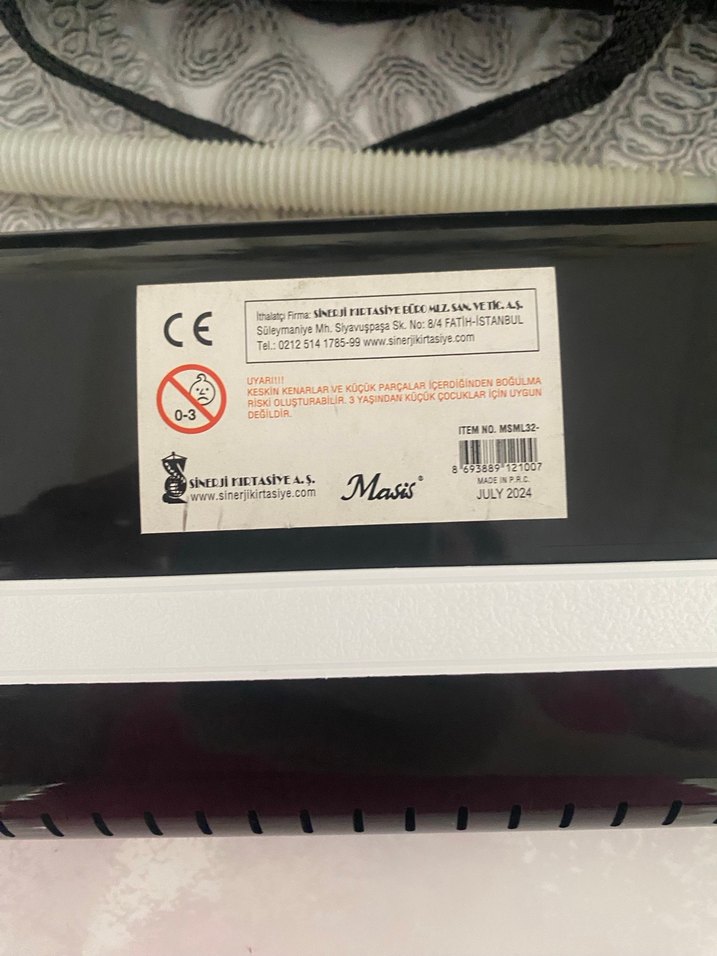 CE
İthalatçı Firma: SİNERJİ KIRTASİYE BÜRO MLZ. SAN. VE TİC. A.Ş.
Süleymaniye Mh. Siyavuşpaşa Sk. No: 8/4 FATİH-İSTANBUL
Tel.: 0212 514 1785-99 www.sinerjikirtasiye.com
0-3
UYARI!!!
KESKİN KENARLAR VE KÜÇÜK PARÇALAR İÇERDİĞİNDEN BOĞULMA
RİSKİ OLUŞTURABİLİR. 3 YAŞINDAN KÜÇÜK ÇOCUKLAR İÇİN UYGUN
DEĞİLDİR.
SİNERJİ KIRTASİYE A.Ş.
www.sinerjikirtasiye.com
Masis®
ITEM NO. MSML32-
8 693889 121007
MADE IN P.R.C.
JULY 2024